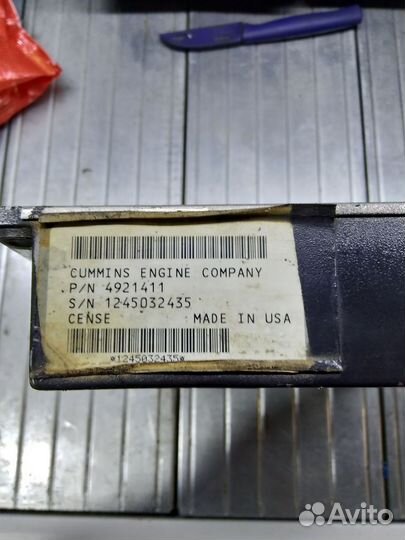 CUMMINS ENGINE COMPANY
P/N 4921411
S/N 1245032435
CENSE MADE IN USA
*1245032435*
Avito